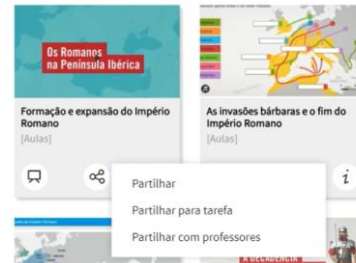 Os Romanos
na Península Ibérica
Formação e expansão do Império
Romano
[Aulas]
As invasões bárbaras e o fim do
Império Romano
[Aulas]
i
Partilhar
Partilhar para tarefa
Partilhar com professores
A DECADÊNCIA